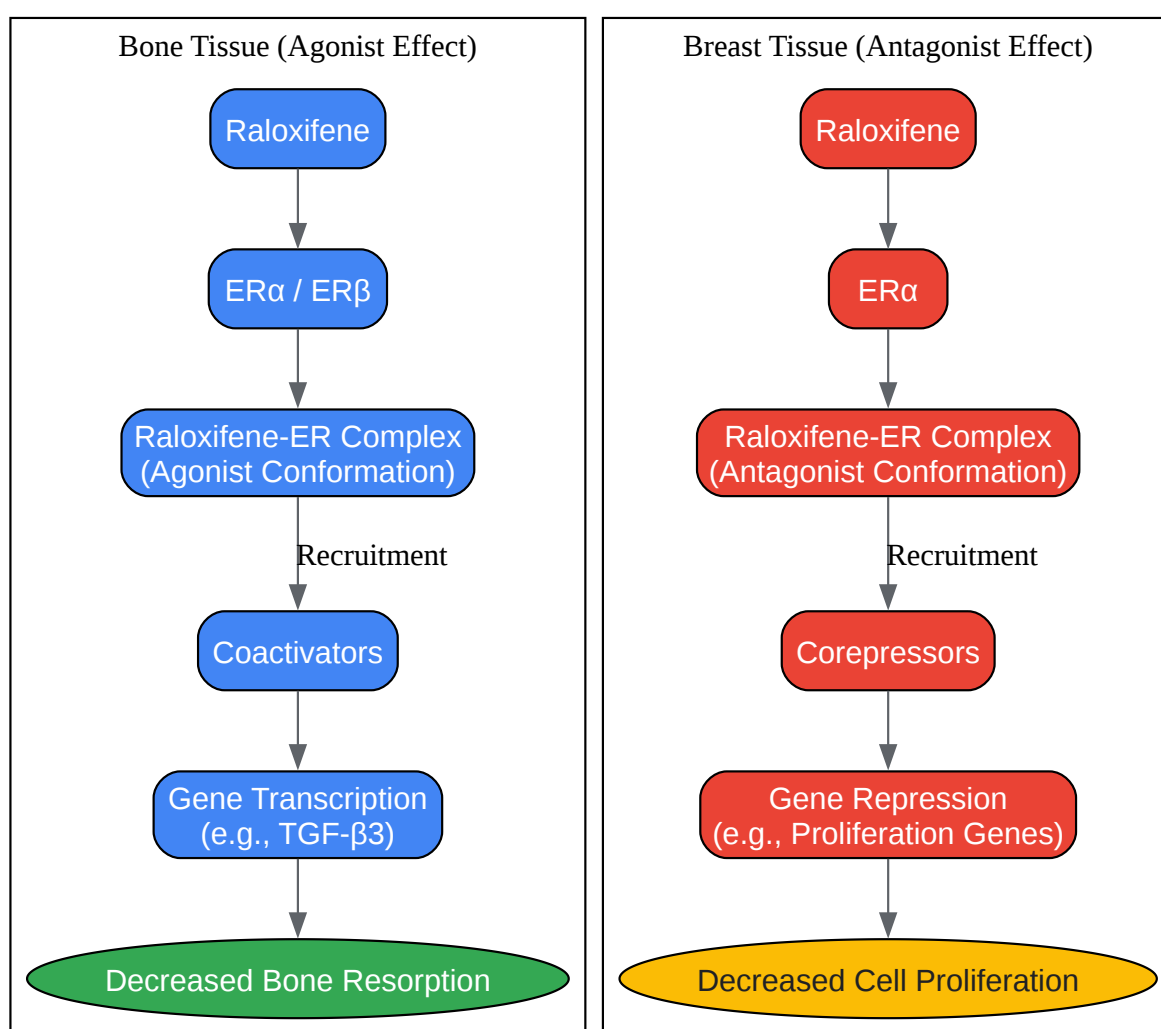 Bone Tissue (Agonist Effect)
Raloxifene
ERα / ERβ
Raloxifene-ER Complex
(Agonist Conformation)
Recruitment
Coactivators
Gene Transcription
(e.g., TGF-β3)
Decreased Bone Resorption
Breast Tissue (Antagonist Effect)
Raloxifene
ERα
Raloxifene-ER Complex
(Antagonist Conformation)
Recruitment
Corepressors
Gene Repression
(e.g., Proliferation Genes)
Decreased Cell Proliferation